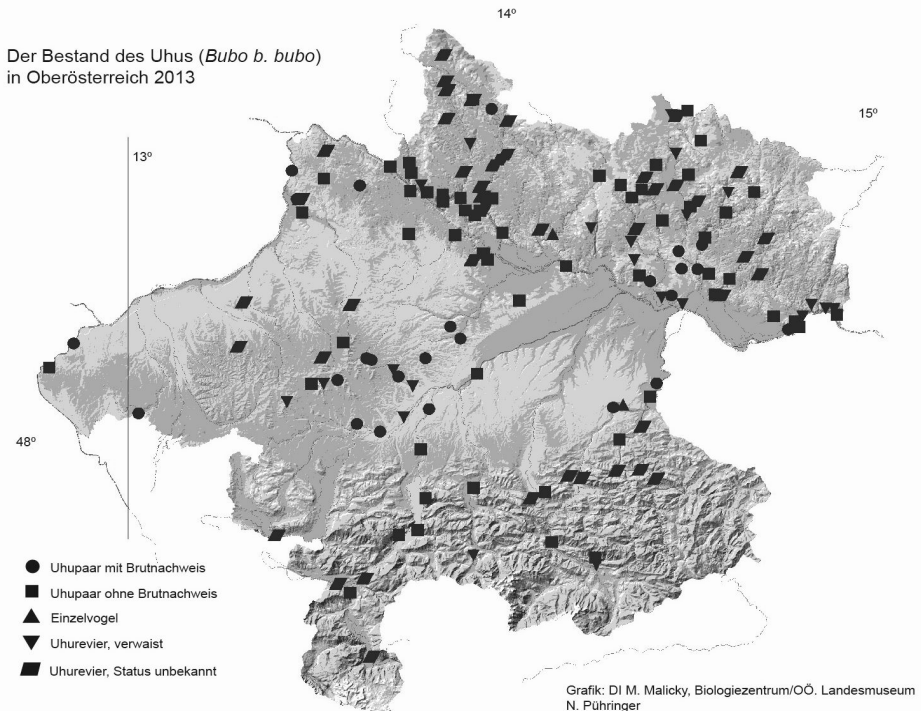 14º
Der Bestand des Uhus (Bubo b. bubo)
in Oberösterreich 2013
15º
13º
48º
Uhupaar mit Brutnachweis
Uhupaar ohne Brutnachweis
Einzelvogel
Uhurevier, verwaist
Uhurevier, Status unbekannt
Grafik: DI M. Malicky, Biologiezentrum/OÖ. Landesmuseum
N. Pühringer